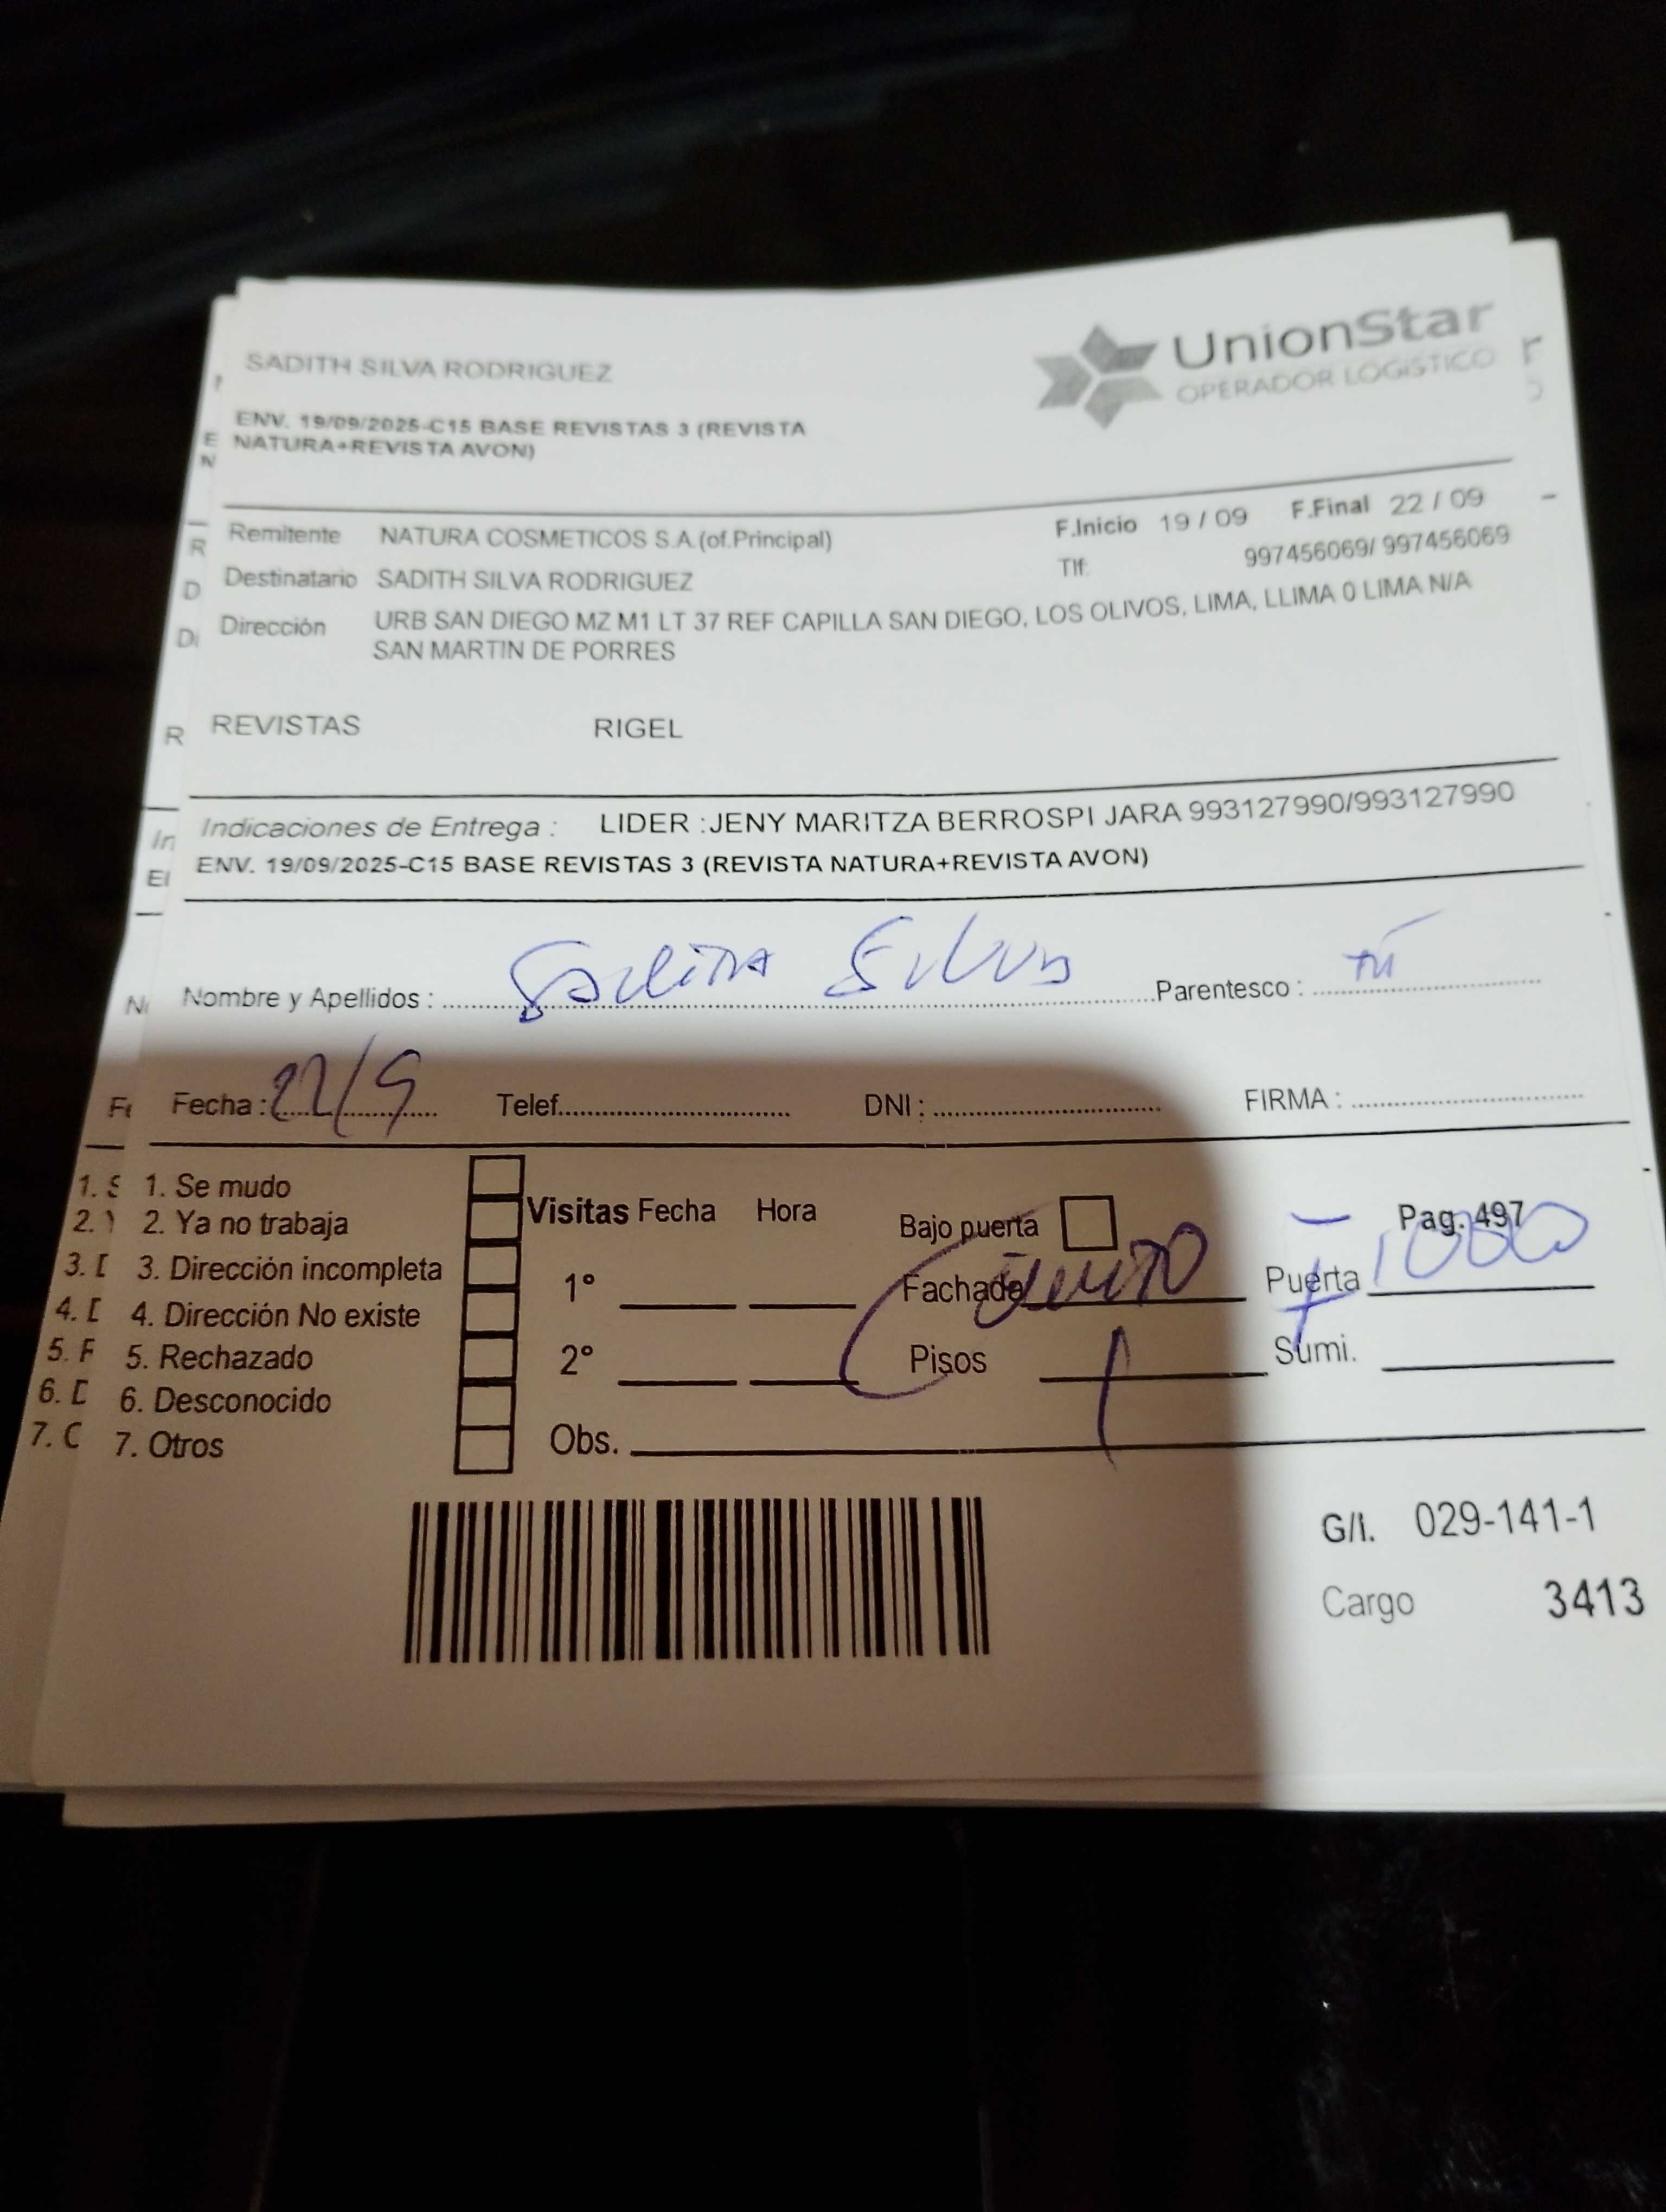 SADITH SILVA RODRIGUEZ
UnionStar
OPERADOR LOGÍSTICO
ENV. 19/09/2025-C15 BASE REVISTAS 3 (REVISTA
NATURA+REVISTA AVON)
F.Inicio 19 / 09 F.Final 22 / 09
Remitente NATURA COSMETICOS S.A.(of.Principal)
Tlf: 997456069/ 997456069
Destinatario SADITH SILVA RODRIGUEZ
Dirección URB SAN DIEGO MZ M1 LT 37 REF CAPILLA SAN DIEGO, LOS OLIVOS, LIMA, LLIMA 0 LIMA N/A
SAN MARTIN DE PORRES
REVISTAS RIGEL
Indicaciones de Entrega : LIDER :JENY MARITZA BERROSPI JARA 993127990/993127990
ENV. 19/09/2025-C15 BASE REVISTAS 3 (REVISTA NATURA+REVISTA AVON)
Nombre y Apellidos : Silva Parentesco :
Fecha : 22/9 Telef. DNI : FIRMA :
1. Se mudo
2. Ya no trabaja
3. Dirección incompleta
4. Dirección No existe
5. Rechazado
6. Desconocido
7. Otros
Visitas Fecha Hora
1°
2°
Obs.
Bajo puerta
Fachada
Pisos 1
Pag. 497
Puerta
Sumi.
G/I. 029-141-1
Cargo 3413